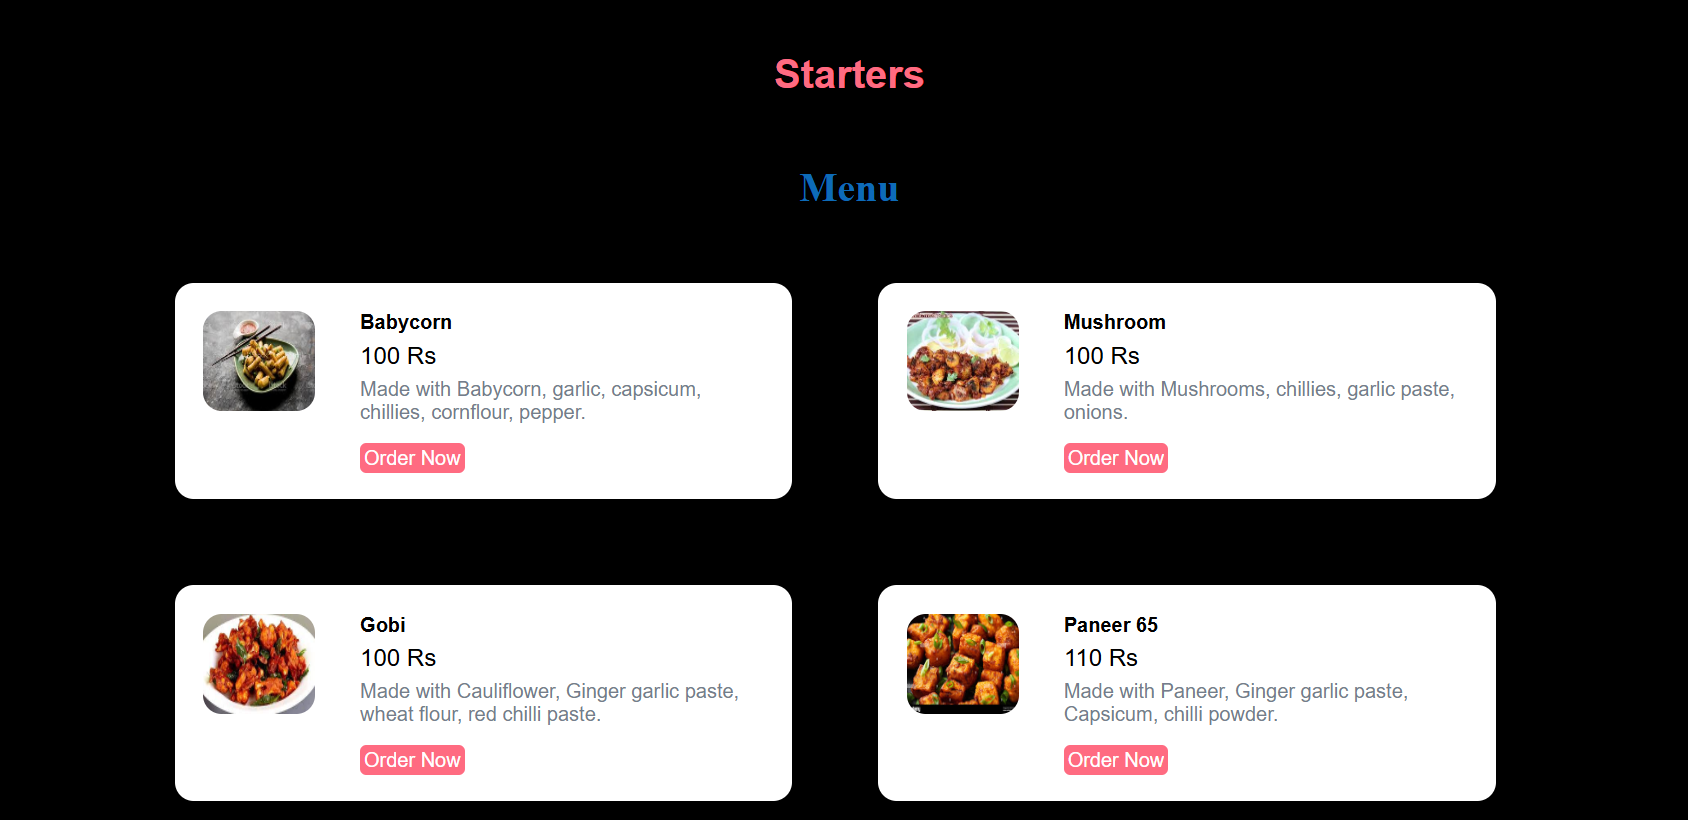 Starters
Menu
Babycorn
100 Rs
Made with Babycorn, garlic, capsicum,
chillies, cornflour, pepper.
Order Now
Mushroom
100 Rs
Made with Mushrooms, chillies, garlic paste,
onions.
Order Now
Gobi
100 Rs
Made with Cauliflower, Ginger garlic paste,
wheat flour, red chilli paste.
Order Now
Paneer 65
110 Rs
Made with Paneer, Ginger garlic paste,
Capsicum, chilli powder.
Order Now